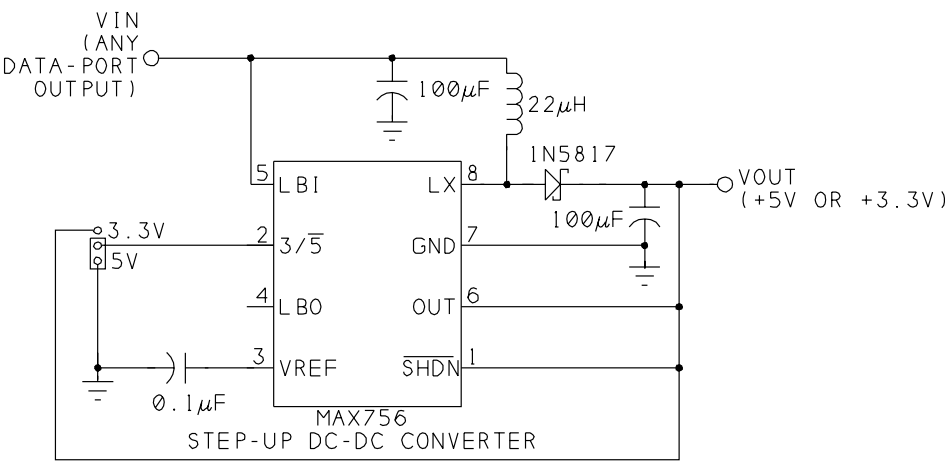 VIN
(ANY
DATA-PORT
OUTPUT)
100µF
22µH
1N5817
5
LBI
LX
8
VOUT
(+5V OR +3.3V)
100µF
3.3V
5V
2
3/5̅
GND
7
4
LBO
OUT
6
3
VREF
S̅H̅D̅N̅
1
0.1µF
MAX756
STEP-UP DC-DC CONVERTER